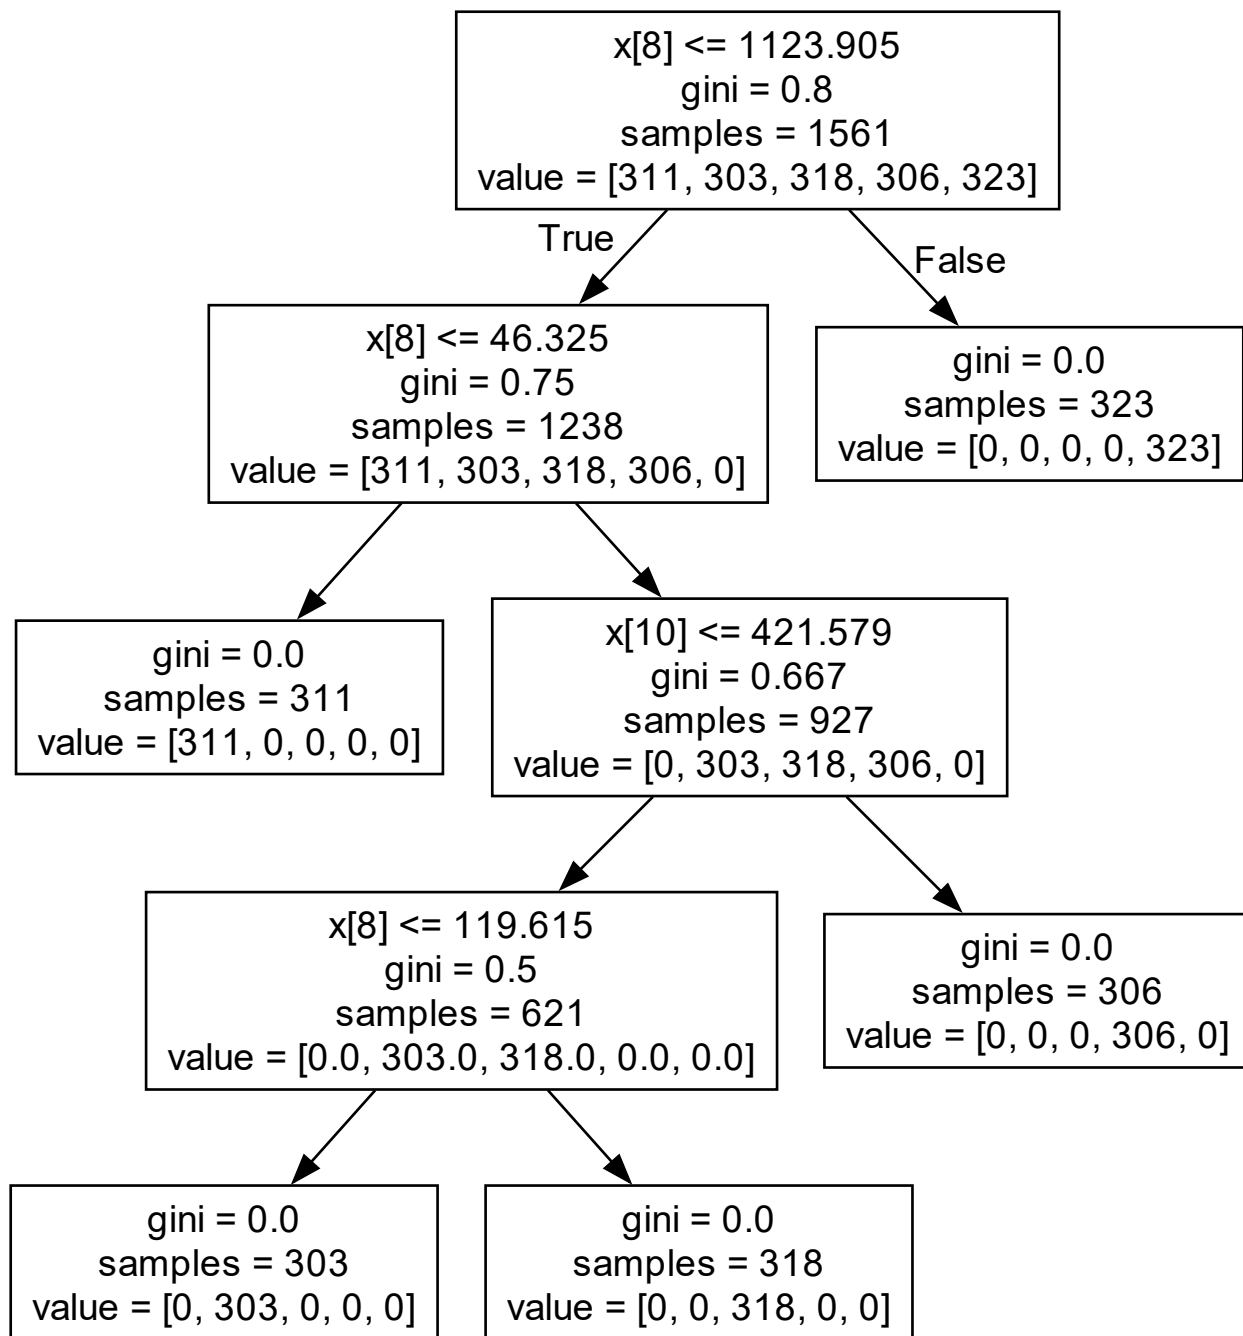 x[8] <= 1123.905
gini = 0.8
samples = 1561
value = [311, 303, 318, 306, 323]
True
False
x[8] <= 46.325
gini = 0.75
samples = 1238
value = [311, 303, 318, 306, 0]
gini = 0.0
samples = 323
value = [0, 0, 0, 0, 323]
gini = 0.0
samples = 311
value = [311, 0, 0, 0, 0]
x[10] <= 421.579
gini = 0.667
samples = 927
value = [0, 303, 318, 306, 0]
x[8] <= 119.615
gini = 0.5
samples = 621
value = [0.0, 303.0, 318.0, 0.0, 0.0]
gini = 0.0
samples = 306
value = [0, 0, 0, 306, 0]
gini = 0.0
samples = 303
value = [0, 303, 0, 0, 0]
gini = 0.0
samples = 318
value = [0, 0, 318, 0, 0]